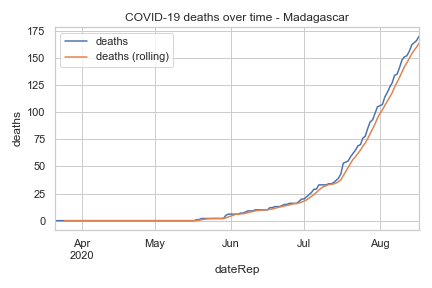 COVID-19 deaths over time - Madagascar
deaths
deaths (rolling)
deaths
175
150
125
100
75
50
25
0
Apr
2020
May
Jun
Jul
Aug
dateRep